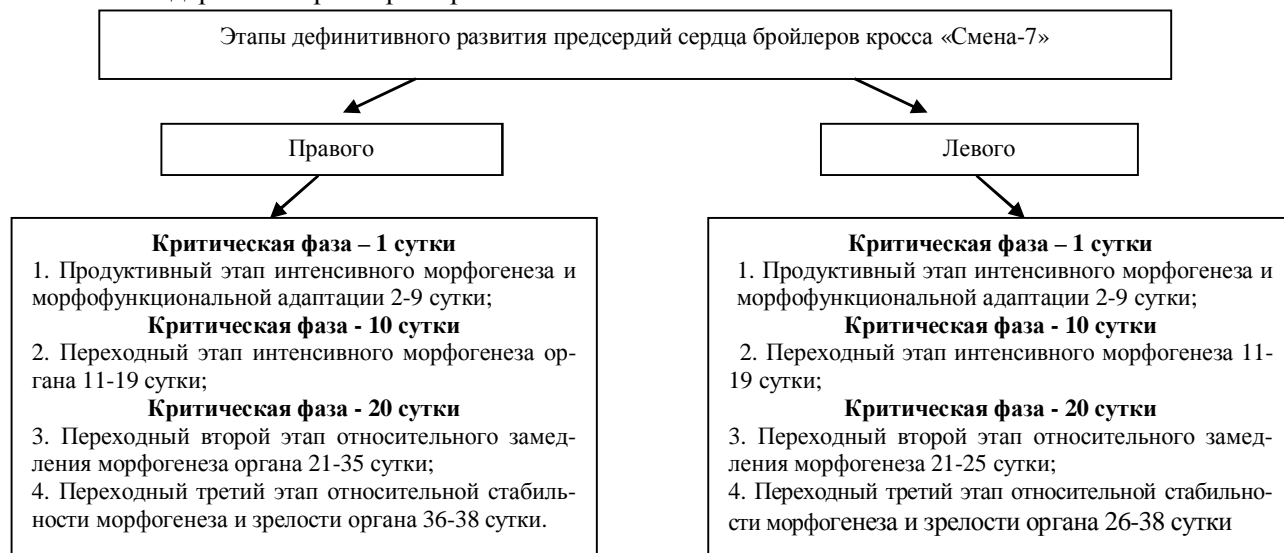 Этапы дефинитивного развития предсердий сердца бройлеров кросса «Смена-7»
Правого
Левого
Критическая фаза – 1 сутки
1. Продуктивный этап интенсивного морфогенеза и
морфофункциональной адаптации 2-9 сутки;
Критическая фаза - 10 сутки
2. Переходный этап интенсивного морфогенеза ор-
гана 11-19 сутки;
Критическая фаза - 20 сутки
3. Переходный второй этап относительного замед-
ления морфогенеза органа 21-35 сутки;
4. Переходный третий этап относительной стабиль-
ности морфогенеза и зрелости органа 36-38 сутки.
Критическая фаза – 1 сутки
1. Продуктивный этап интенсивного морфогенеза и
морфофункциональной адаптации 2-9 сутки;
Критическая фаза - 10 сутки
2. Переходный этап интенсивного морфогенеза 11-
19 сутки;
Критическая фаза - 20 сутки
3. Переходный второй этап относительного замед-
ления морфогенеза 21-25 сутки;
4. Переходный третий этап относительной стабильно-
сти морфогенеза и зрелости органа 26-38 сутки